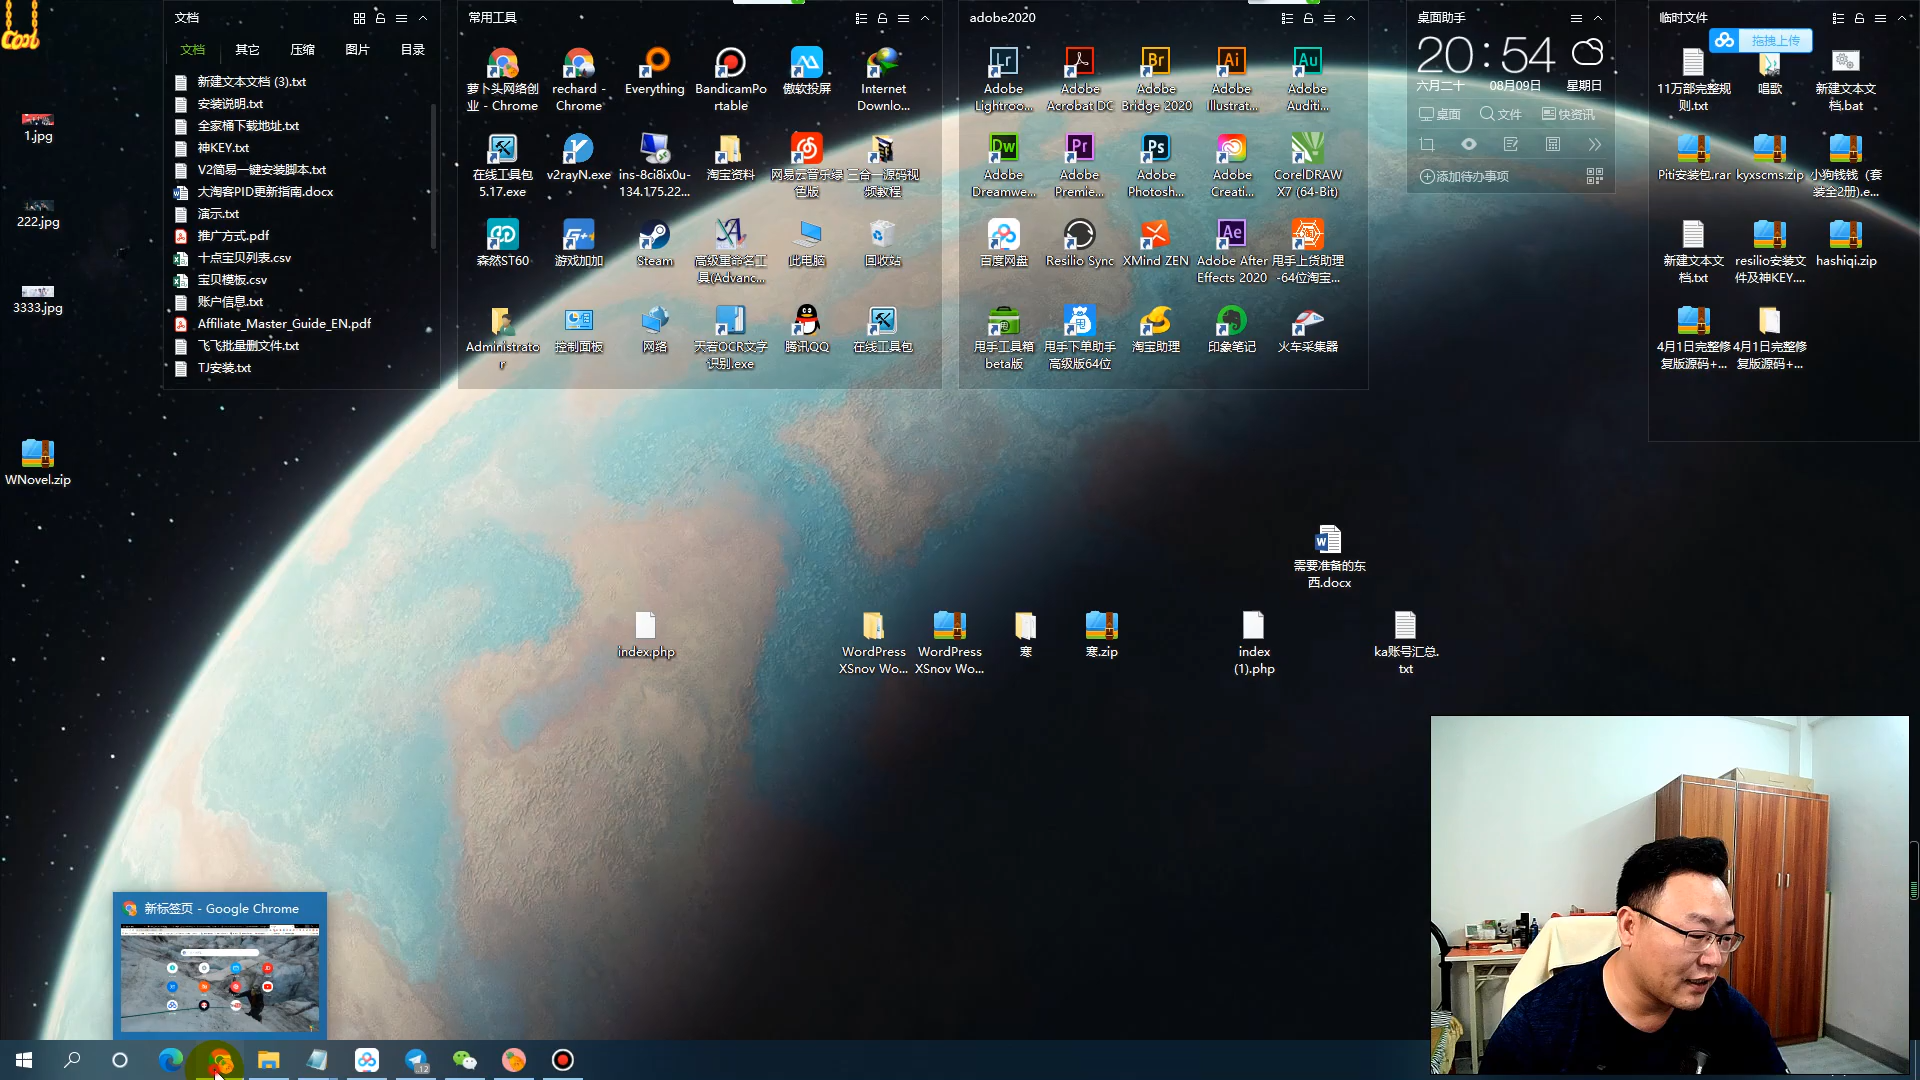 Cool
文档
文档
其它
压缩
图片
目录
新建文本文档 (3).txt
安装说明.txt
全家桶下载地址.txt
神KEY.txt
V2简易一键安装脚本.txt
大淘客PID更新指南.docx
演示.txt
推广方式.pdf
十点宝贝列表.csv
宝贝模板.csv
账户信息.txt
Affiliate_Master_Guide_EN.pdf
飞飞批量删文件.txt
TJ安装.txt
1.jpg
222.jpg
3333.jpg
WNovel.zip
常用工具
萝卜头网络创
业 - Chrome
rechard -
Chrome
Everything
BandicamPo
rtable
傲软投屏
Internet
Downlo...
在线工具包
5.17.exe
v2rayN.exe
ins-8ci8ix0u-
134.175.22...
淘宝资料
网易云音乐绿
色版
三合一源码视
频教程
森然ST60
游戏加加
Steam
高级重命名工
具(Advanc...
此电脑
回收站
Administrato
r
控制面板
网络
天若OCR文字
识别.exe
腾讯QQ
在线工具包
adobe2020
Adobe
Lightroo...
Adobe
Acrobat DC
Adobe
Bridge 2020
Adobe
Illustrat...
Adobe
Auditi...
Adobe
Dreamwe...
Adobe
Premie...
Adobe
Photosh...
Adobe
Creati...
CorelDRAW
X7 (64-Bit)
百度网盘
Resilio Sync
XMind ZEN
Adobe After
Effects 2020
甩手上货助理
-64位淘宝...
甩手工具箱
beta版
甩手下单助手
高级版64位
淘宝助理
印象笔记
火车采集器
桌面助手
20:54
六月二十
08月09日
星期日
桌面
文件
快资讯
添加待办事项
临时文件
拖拽上传
11万部完整规
则.txt
唱歌
新建文本文
档.bat
Piti安装包.rar
kyxscms.zip
小狗钱钱（套
装全2册).e...
新建文本文
档.txt
resilio安装文
件及神KEY....
hashiqi.zip
4月1日完整修
复版源码+...
4月1日完整修
复版源码+...
需要准备的东
西.docx
index.php
WordPress
XSnov Wo...
WordPress
XSnov Wo...
寒
寒.zip
index
(1).php
ka账号汇总.
txt
新标签页 - Google Chrome
12